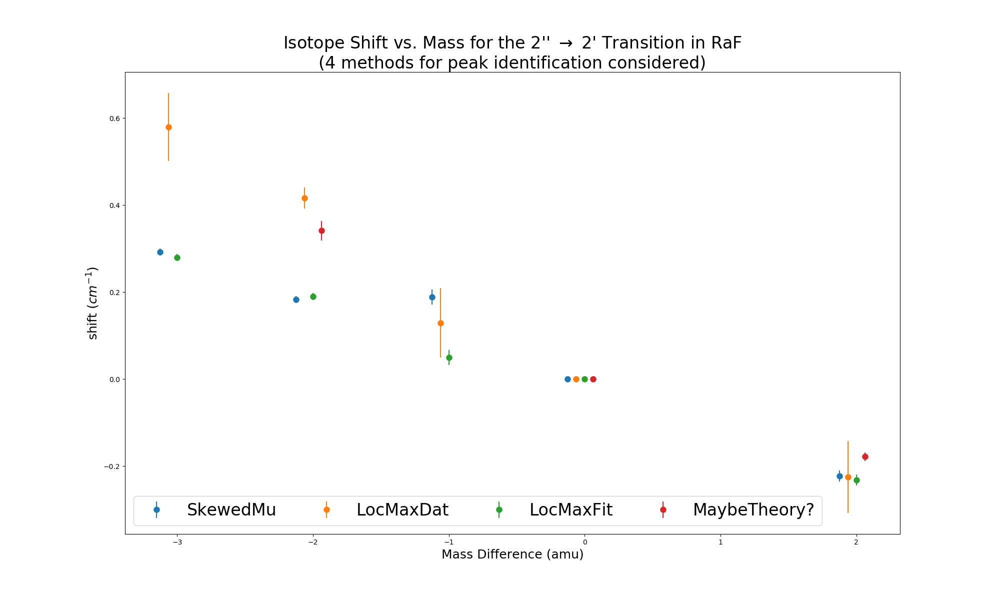 Isotope Shift vs. Mass for the 2'' → 2' Transition in RaF
(4 methods for peak identification considered)
0.6
0.4
0.2
0.0
−0.2
shift (cm⁻¹)
SkewedMu LocMaxDat LocMaxFit MaybeTheory?
−3 −2 −1 0 1 2
Mass Difference (amu)